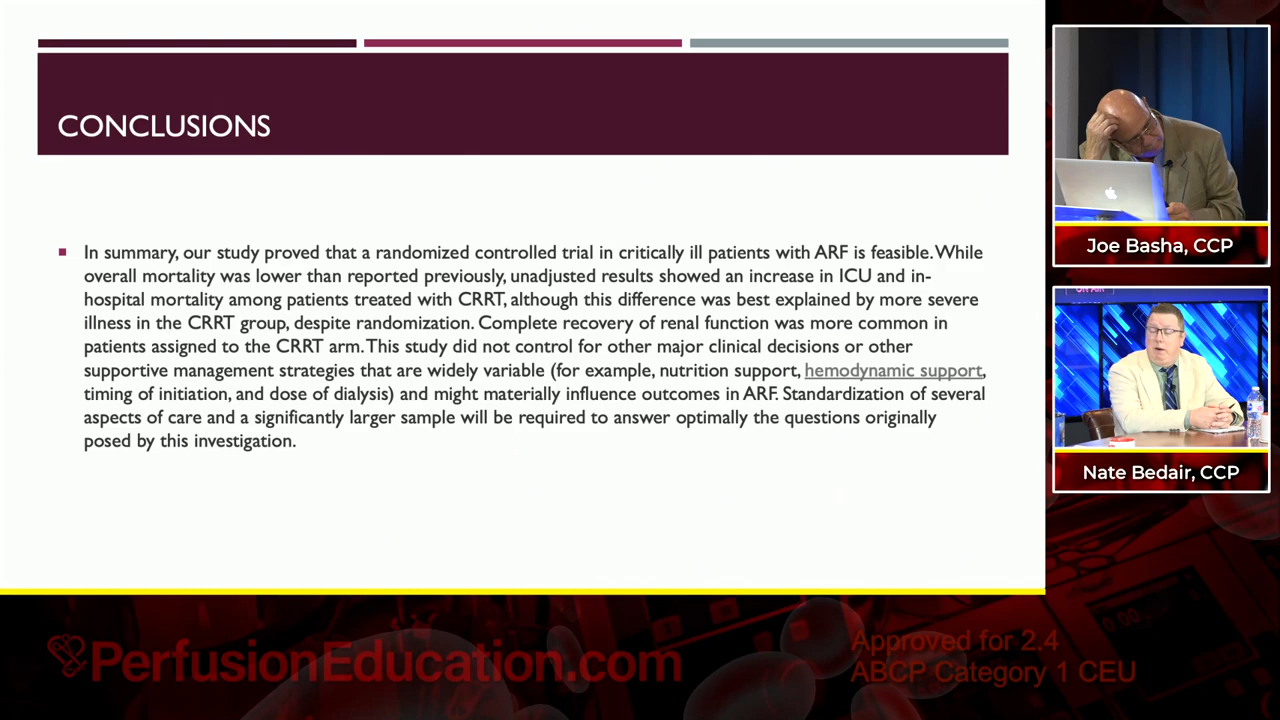 CONCLUSIONS
In summary, our study proved that a randomized controlled trial in critically ill patients with ARF is feasible. While
overall mortality was lower than reported previously, unadjusted results showed an increase in ICU and in-
hospital mortality among patients treated with CRRT, although this difference was best explained by more severe
illness in the CRRT group, despite randomization. Complete recovery of renal function was more common in
patients assigned to the CRRT arm. This study did not control for other major clinical decisions or other
supportive management strategies that are widely variable (for example, nutrition support, hemodynamic support,
timing of initiation, and dose of dialysis) and might materially influence outcomes in ARF. Standardization of several
aspects of care and a significantly larger sample will be required to answer optimally the questions originally
posed by this investigation.
Joe Basha, CCP
ON AIR
Nate Bedair, CCP
PerfusionEducation.com
Approved for 2.4
ABCP Category 1 CEU